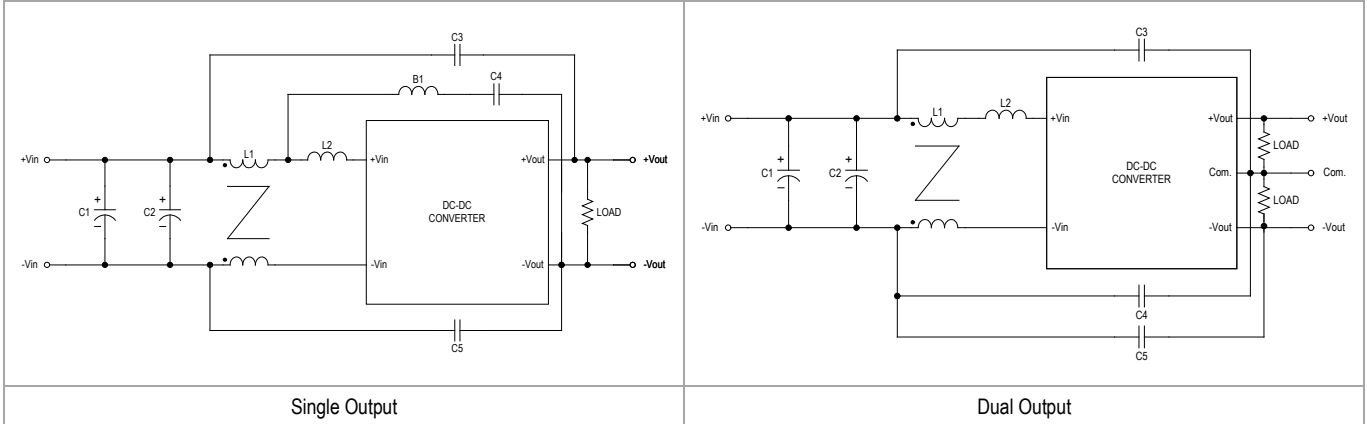 C3
B1
C4
+Vin
L1
L2
+Vin
+Vout
+Vout
C1
+
–
C2
+
–
DC-DC
CONVERTER
LOAD
-Vin
-Vin
-Vout
-Vout
C5
Single Output
C3
+Vin
L1
L2
+Vin
+Vout
+Vout
LOAD
C1
+
–
C2
+
–
DC-DC
CONVERTER
Com.
Com.
LOAD
-Vin
-Vin
-Vout
-Vout
C4
C5
Dual Output